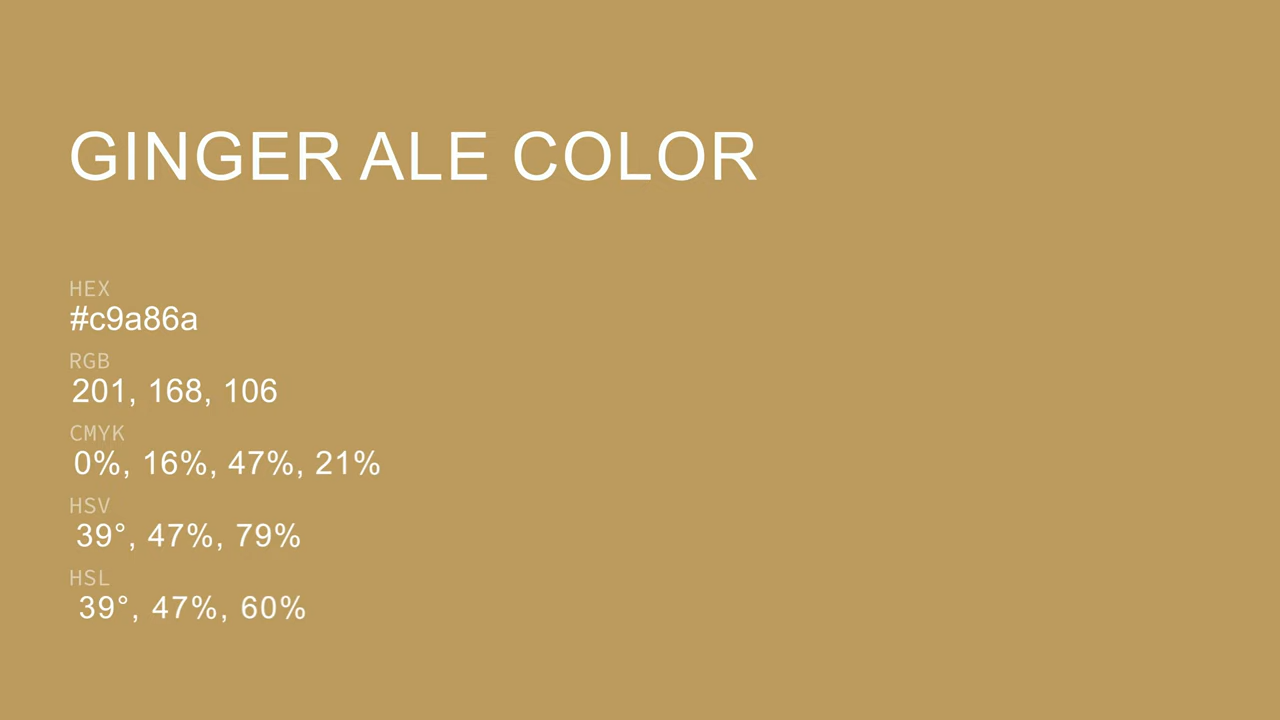 GINGER ALE COLOR
HEX
#c9a86a
RGB
201, 168, 106
CMYK
0%, 16%, 47%, 21%
HSV
39°, 47%, 79%
HSL
39°, 47%, 60%